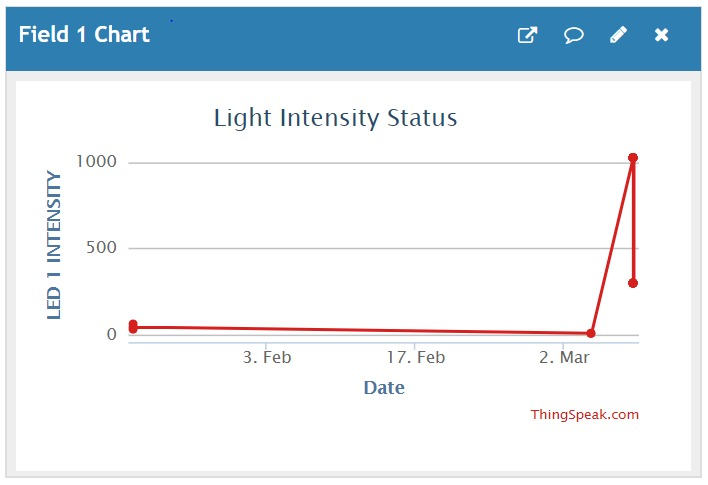 Field 1 Chart
Light Intensity Status
LED 1 INTENSITY
1000
500
0
3. Feb 17. Feb 2. Mar
Date
ThingSpeak.com